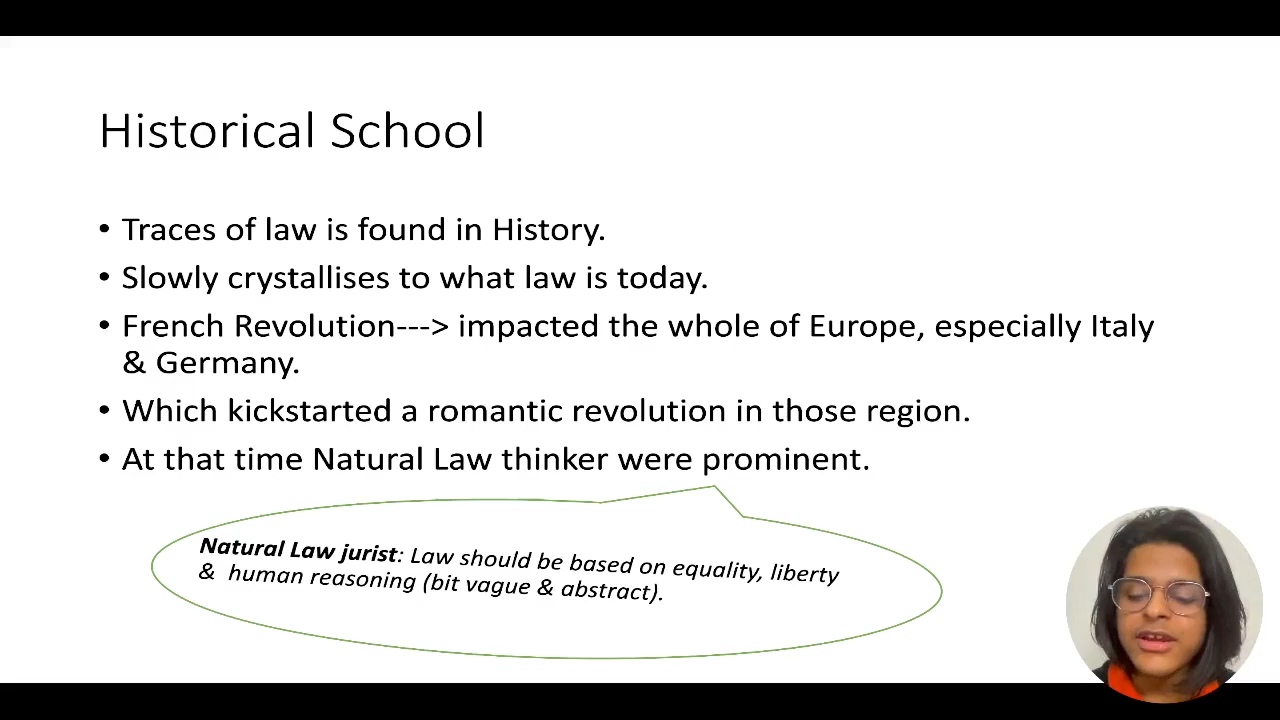 Historical School
• Traces of law is found in History.
• Slowly crystallises to what law is today.
• French Revolution---> impacted the whole of Europe, especially Italy
& Germany.
• Which kickstarted a romantic revolution in those region.
• At that time Natural Law thinker were prominent.
Natural Law jurist: Law should be based on equality, liberty
& human reasoning (bit vague & abstract).